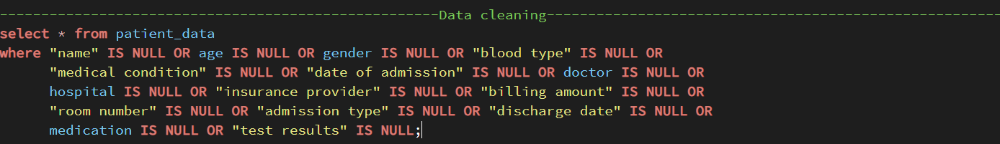 -----------------------------------------------------Data cleaning-------------------------------------------------------
select * from patient_data
where "name" IS NULL OR age IS NULL OR gender IS NULL OR "blood type" IS NULL OR
"medical condition" IS NULL OR "date of admission" IS NULL OR doctor IS NULL OR
hospital IS NULL OR "insurance provider" IS NULL OR "billing amount" IS NULL OR
"room number" IS NULL OR "admission type" IS NULL OR "discharge date" IS NULL OR
medication IS NULL OR "test results" IS NULL;